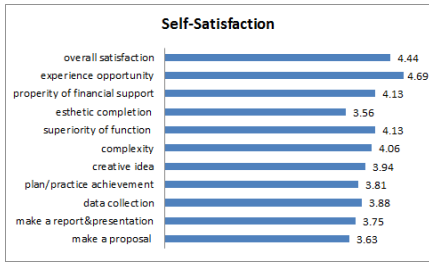 Self-Satisfaction
overall satisfaction 4.44
experience opportunity 4.69
properity of financial support 4.13
esthetic completion 3.56
superiority of function 4.13
complexity 4.06
creative idea 3.94
plan/practice achievement 3.81
data collection 3.88
make a report&presentation 3.75
make a proposal 3.63